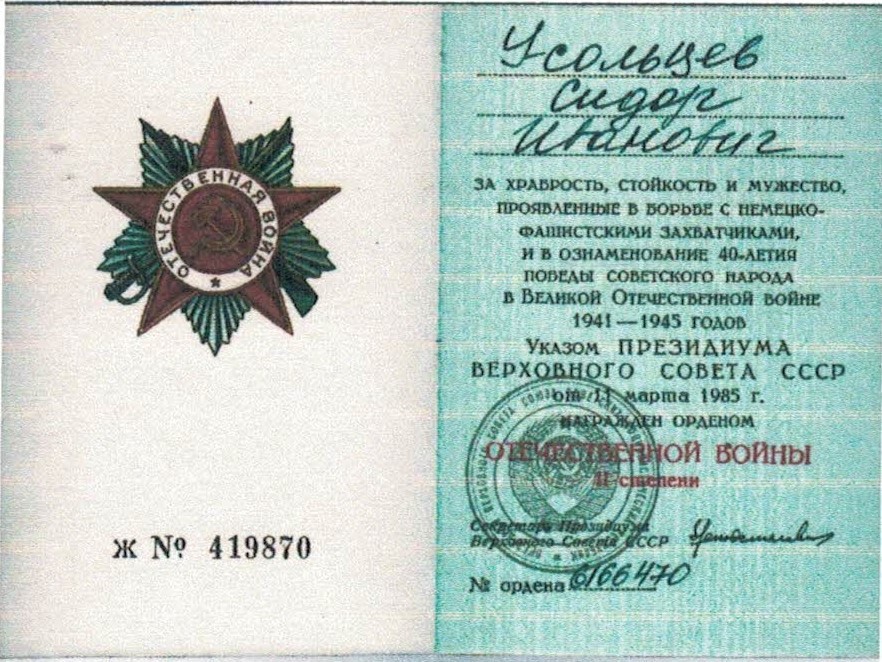 ОТЕЧЕСТВЕННАЯ ВОЙНА
Ж № 419870
Усольцев
Сидор
Иванович
ЗА ХРАБРОСТЬ, СТОЙКОСТЬ И МУЖЕСТВО,
ПРОЯВЛЕННЫЕ В БОРЬБЕ С НЕМЕЦКО-
ФАШИСТСКИМИ ЗАХВАТЧИКАМИ,
И В ОЗНАМЕНОВАНИЕ 40-ЛЕТИЯ
ПОБЕДЫ СОВЕТСКОГО НАРОДА
В ВЕЛИКОЙ ОТЕЧЕСТВЕННОЙ ВОЙНЕ
1941—1945 ГОДОВ
УКАЗОМ ПРЕЗИДИУМА
ВЕРХОВНОГО СОВЕТА СССР
от 11 марта 1985 г.
НАГРАЖДЕН ОРДЕНОМ
ОТЕЧЕСТВЕННОЙ ВОЙНЫ
II степени
Секретарь Президиума
Верховного Совета СССР
№ ордена 6166470